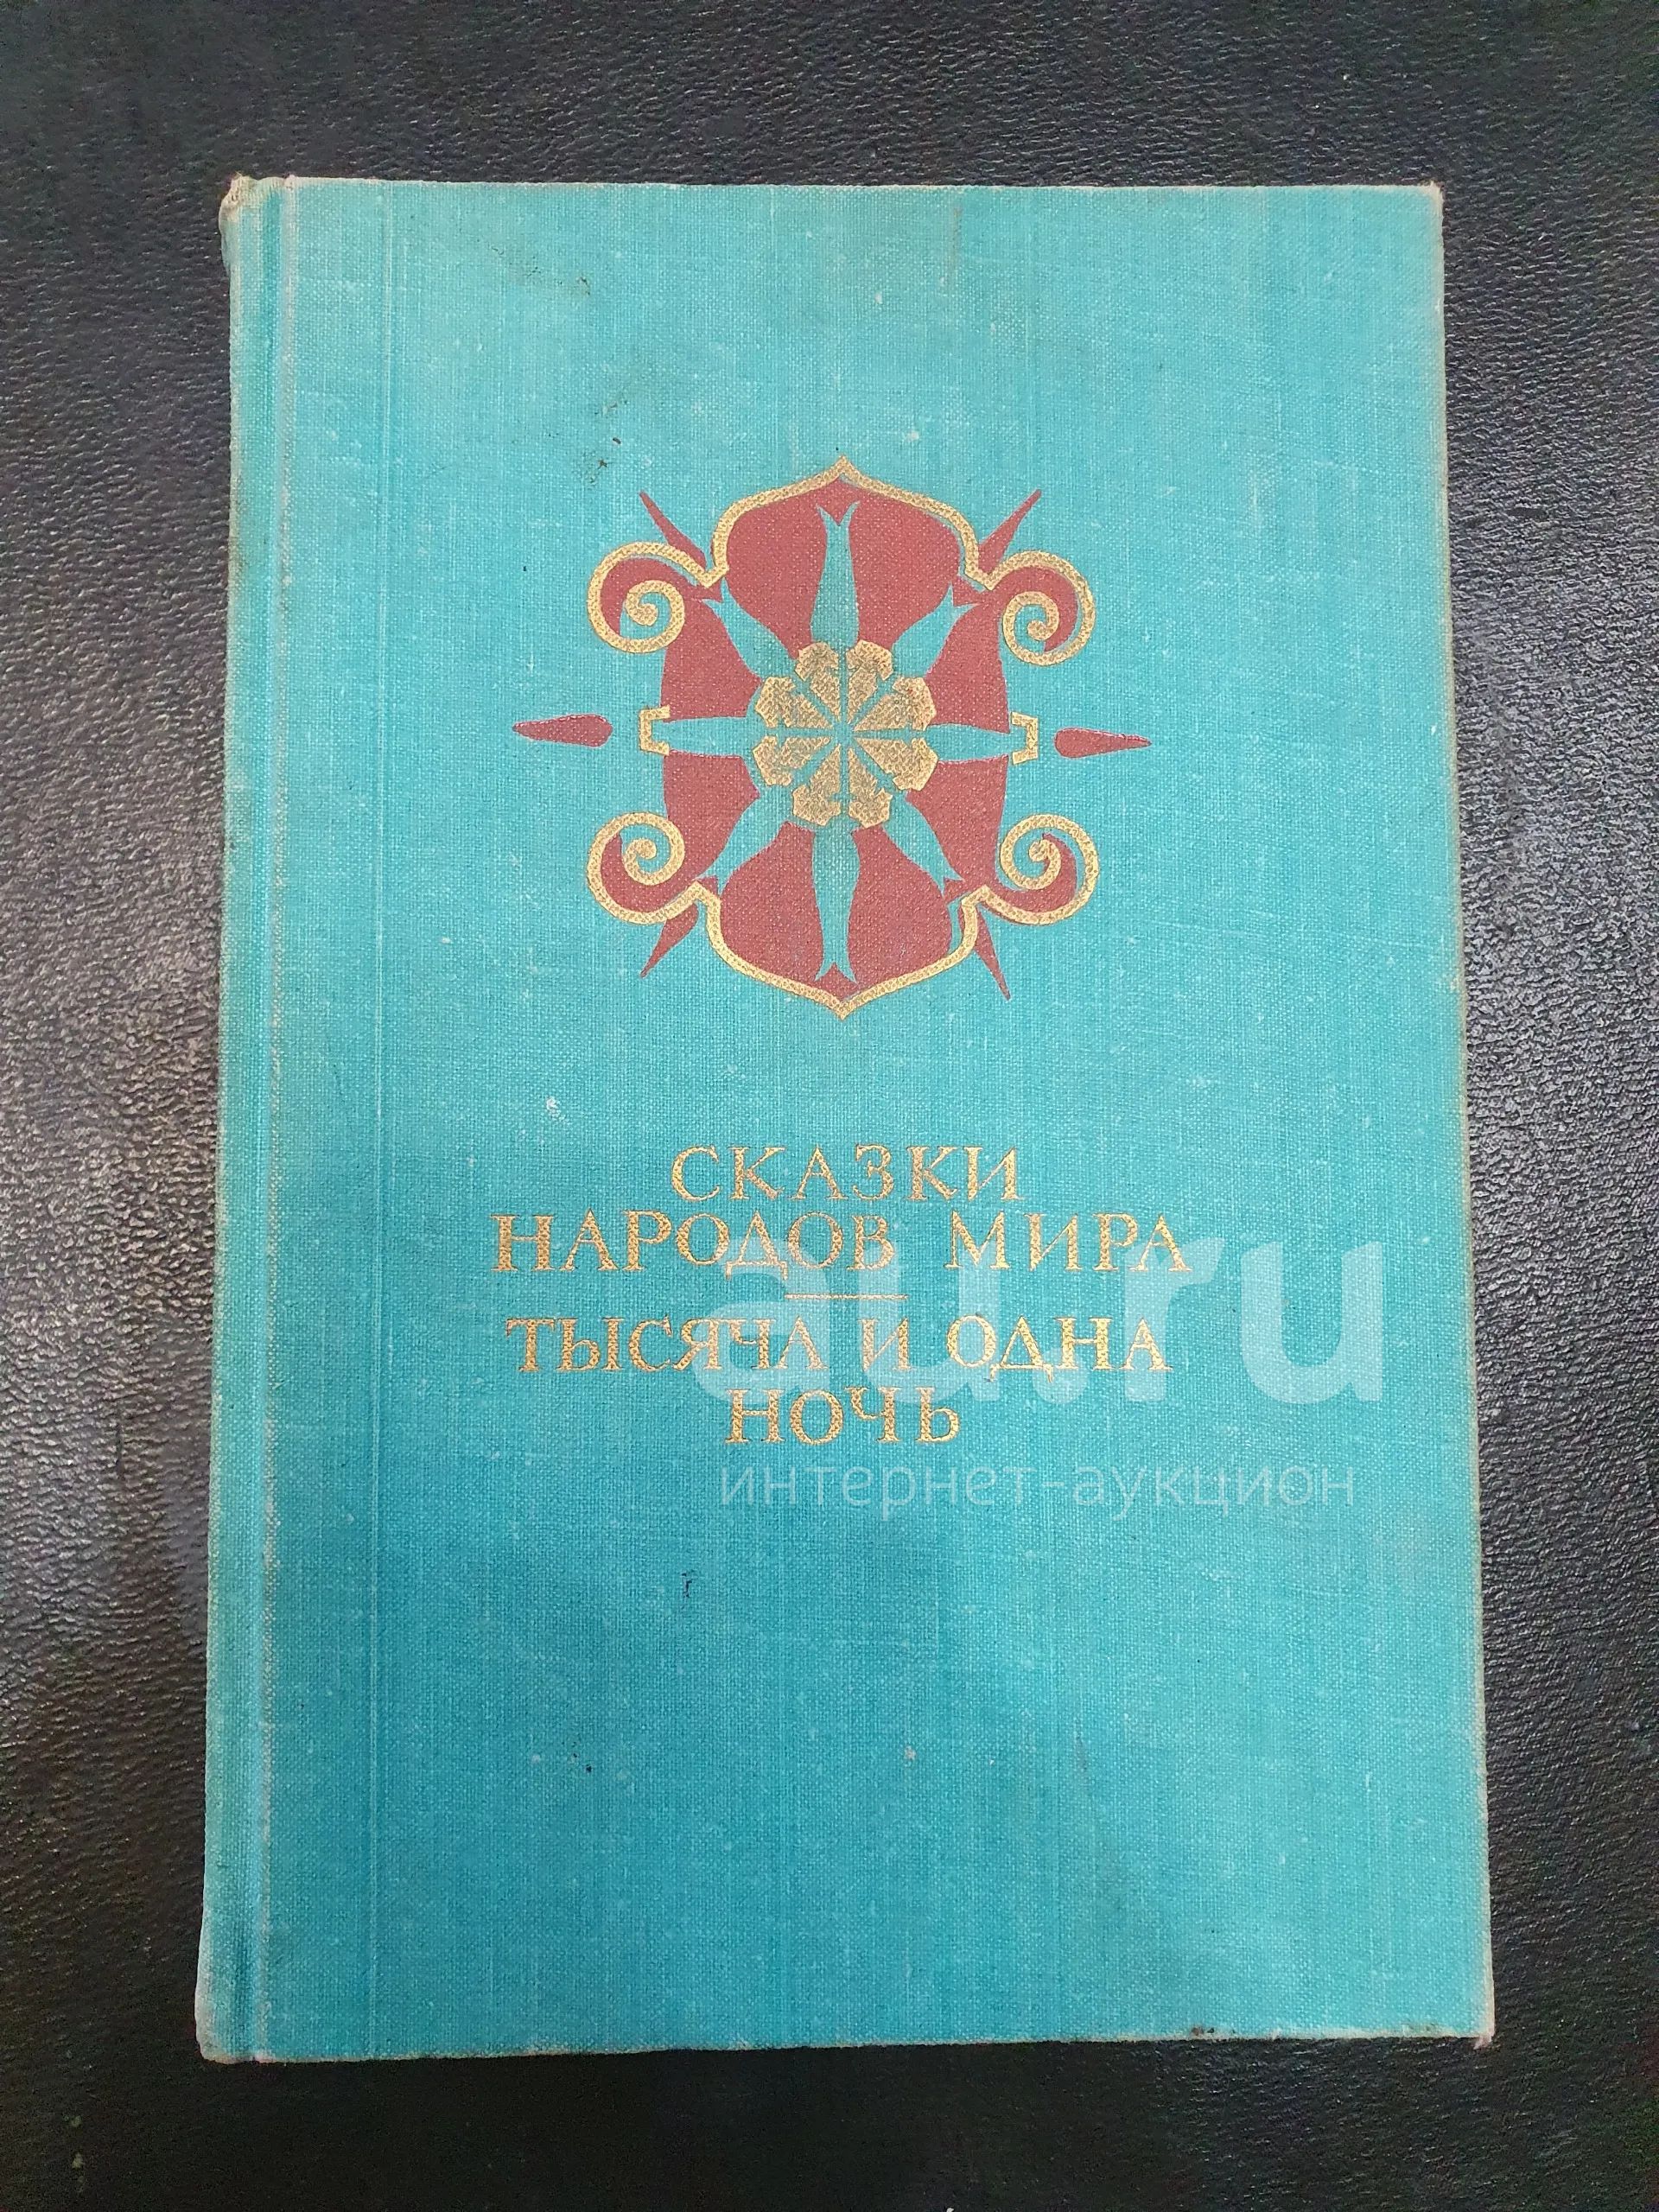 СКАЗКИ
НАРОДОВ МИРА
ТЫСЯЧА И ОДНА
НОЧЬ
au.ru
интернет-аукцион